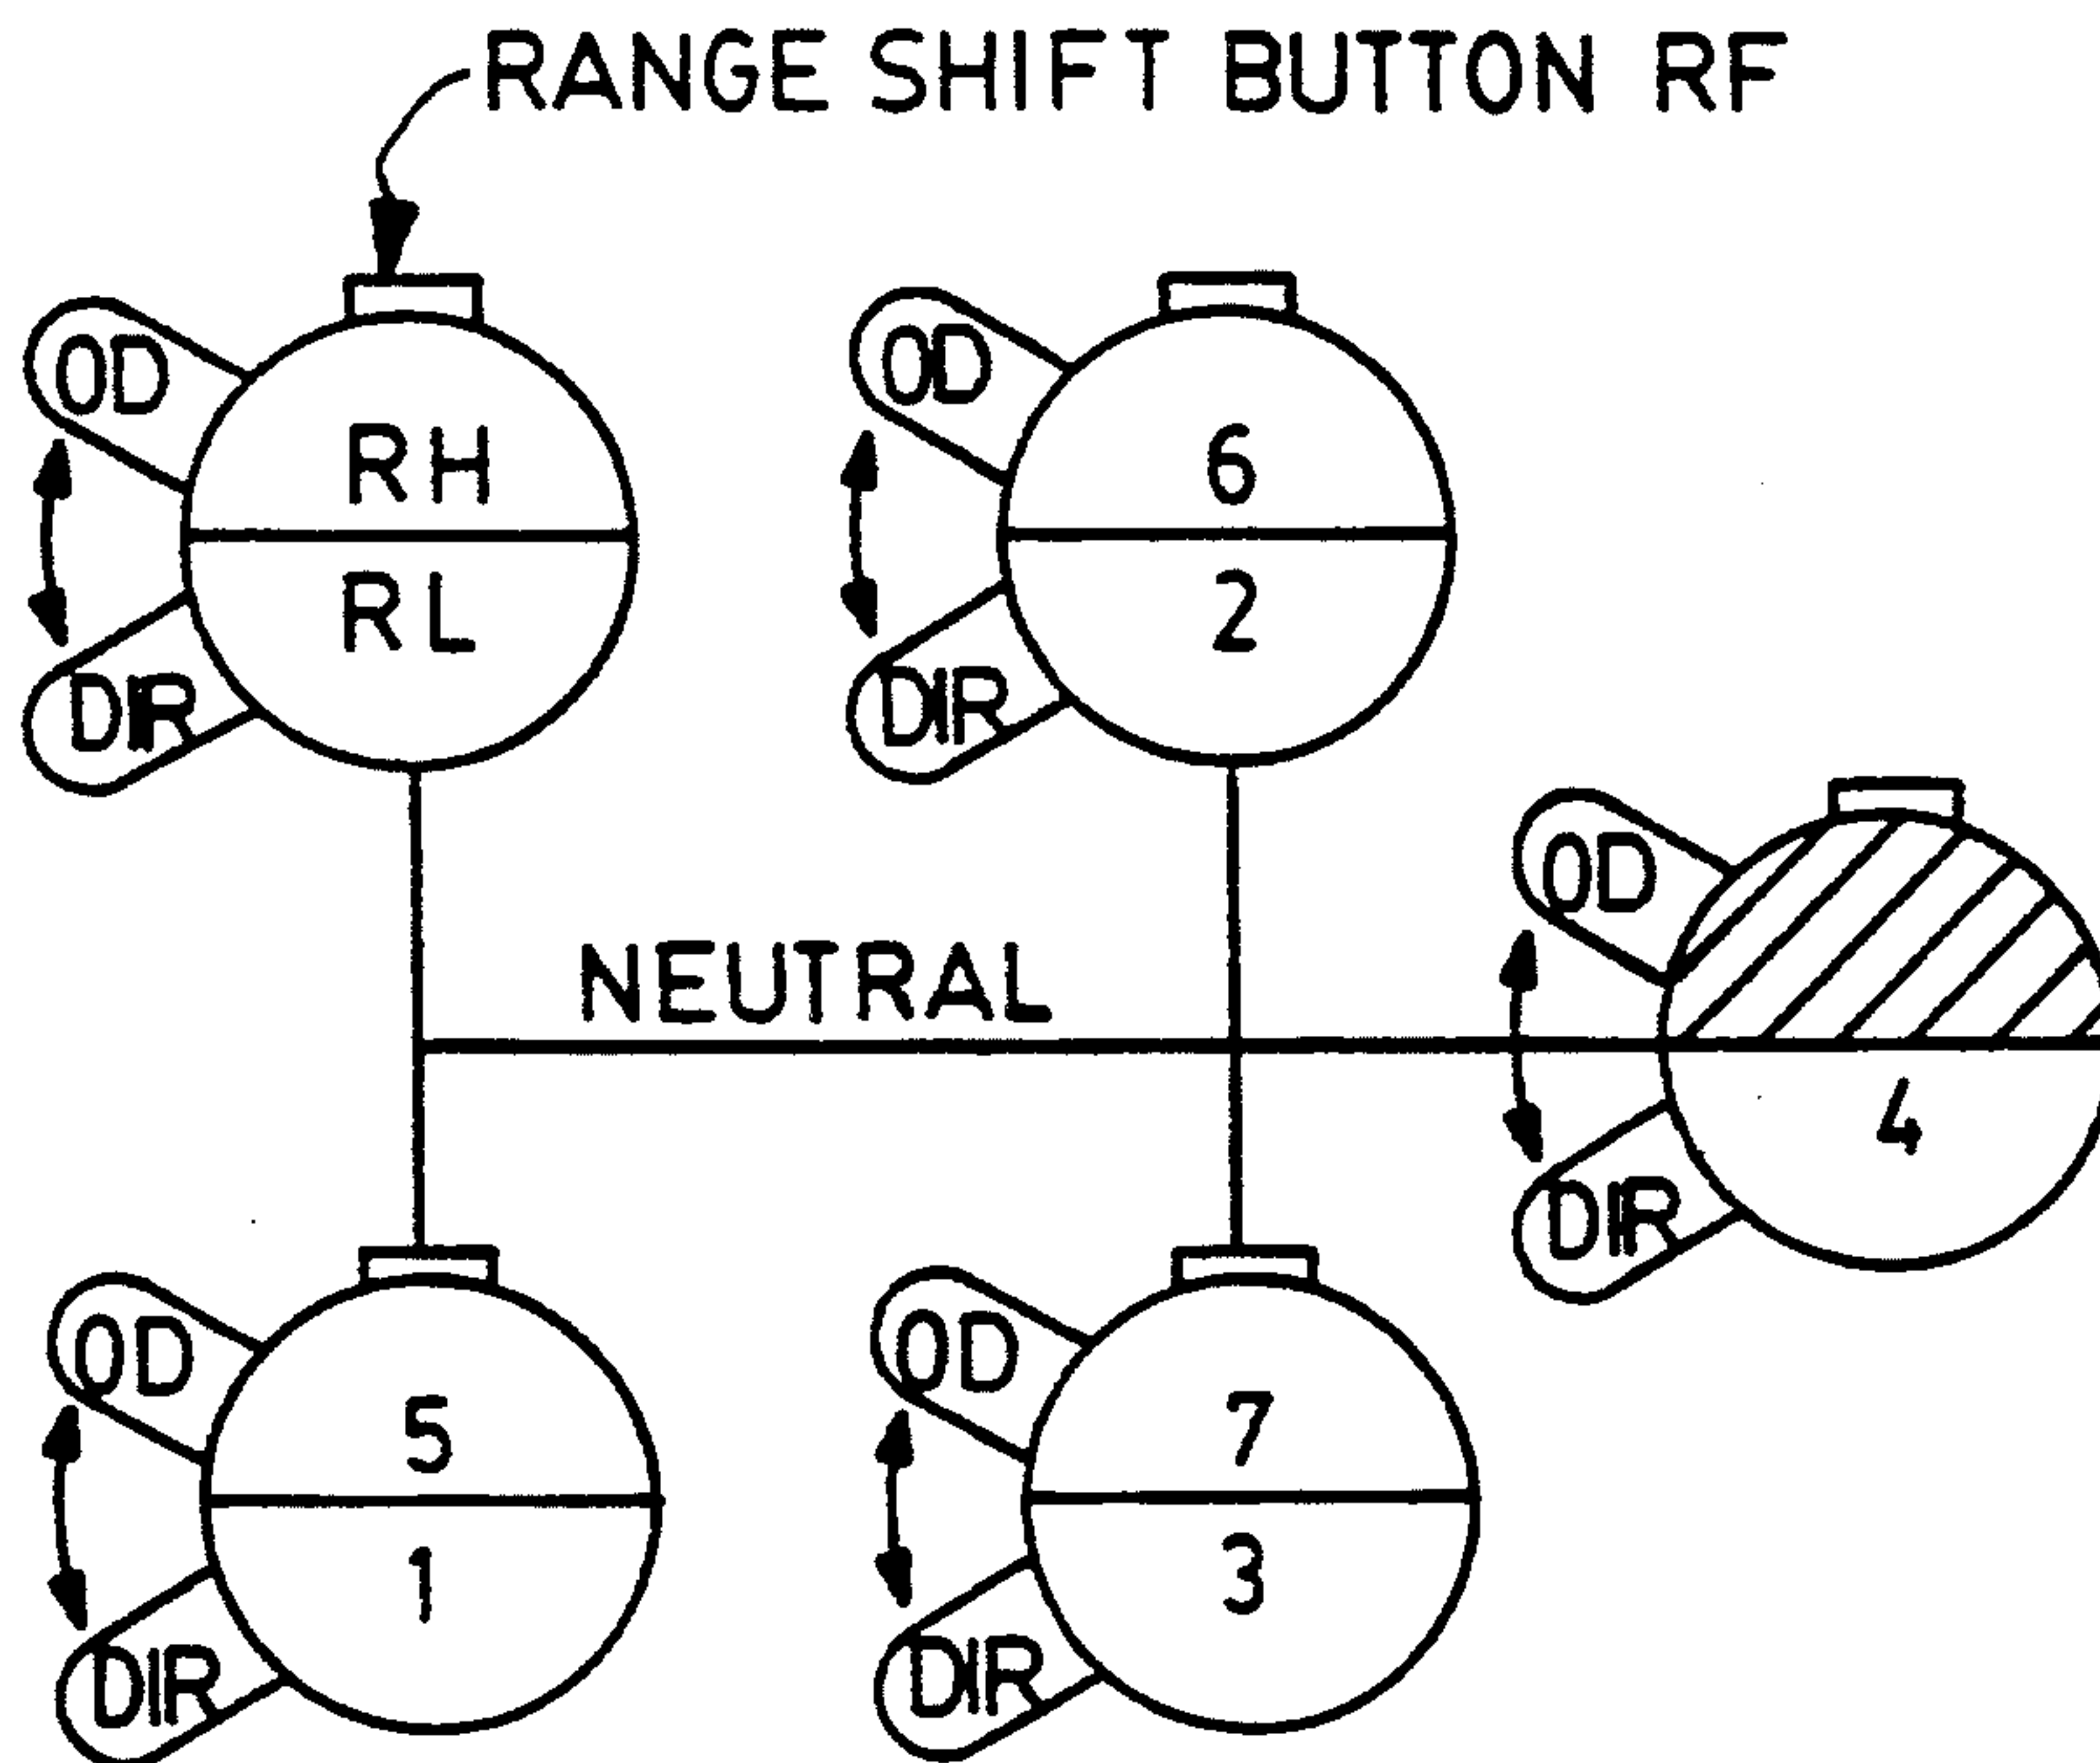 RANGE SHIFT BUTTON RF
OD
RH
RL
DIR
OD
6
2
DIR
NEUTRAL
OD
4
DIR
OD
5
1
DIR
OD
7
3
DIR